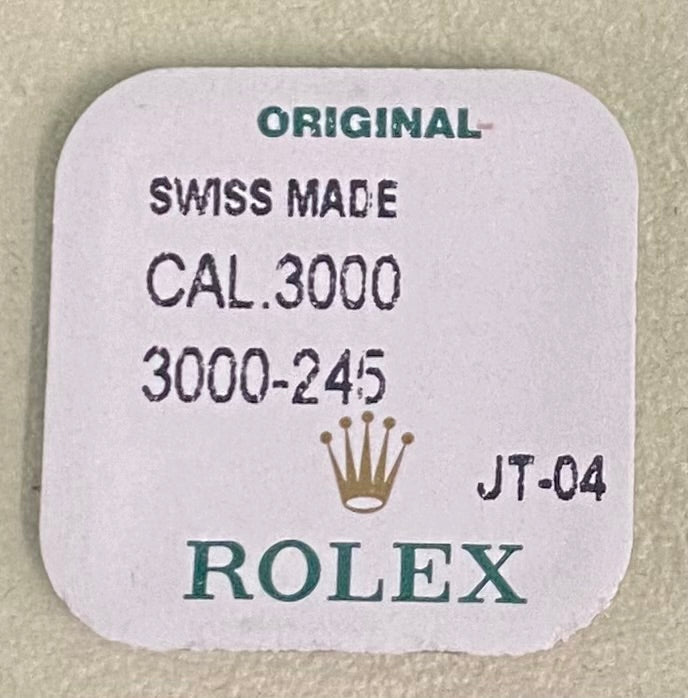 ORIGINAL
SWISS MADE
CAL.3000
3000-245
JT-04
ROLEX